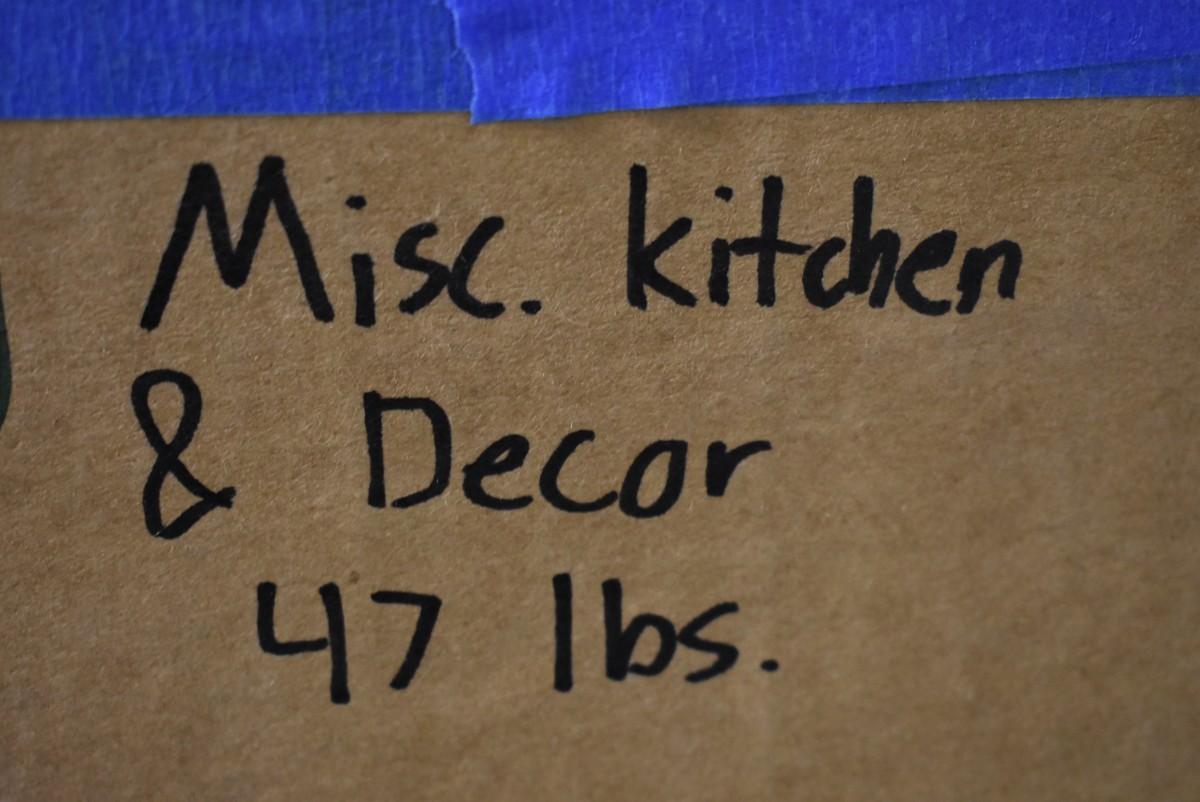 Misc. kitchen
& Decor
47 lbs.